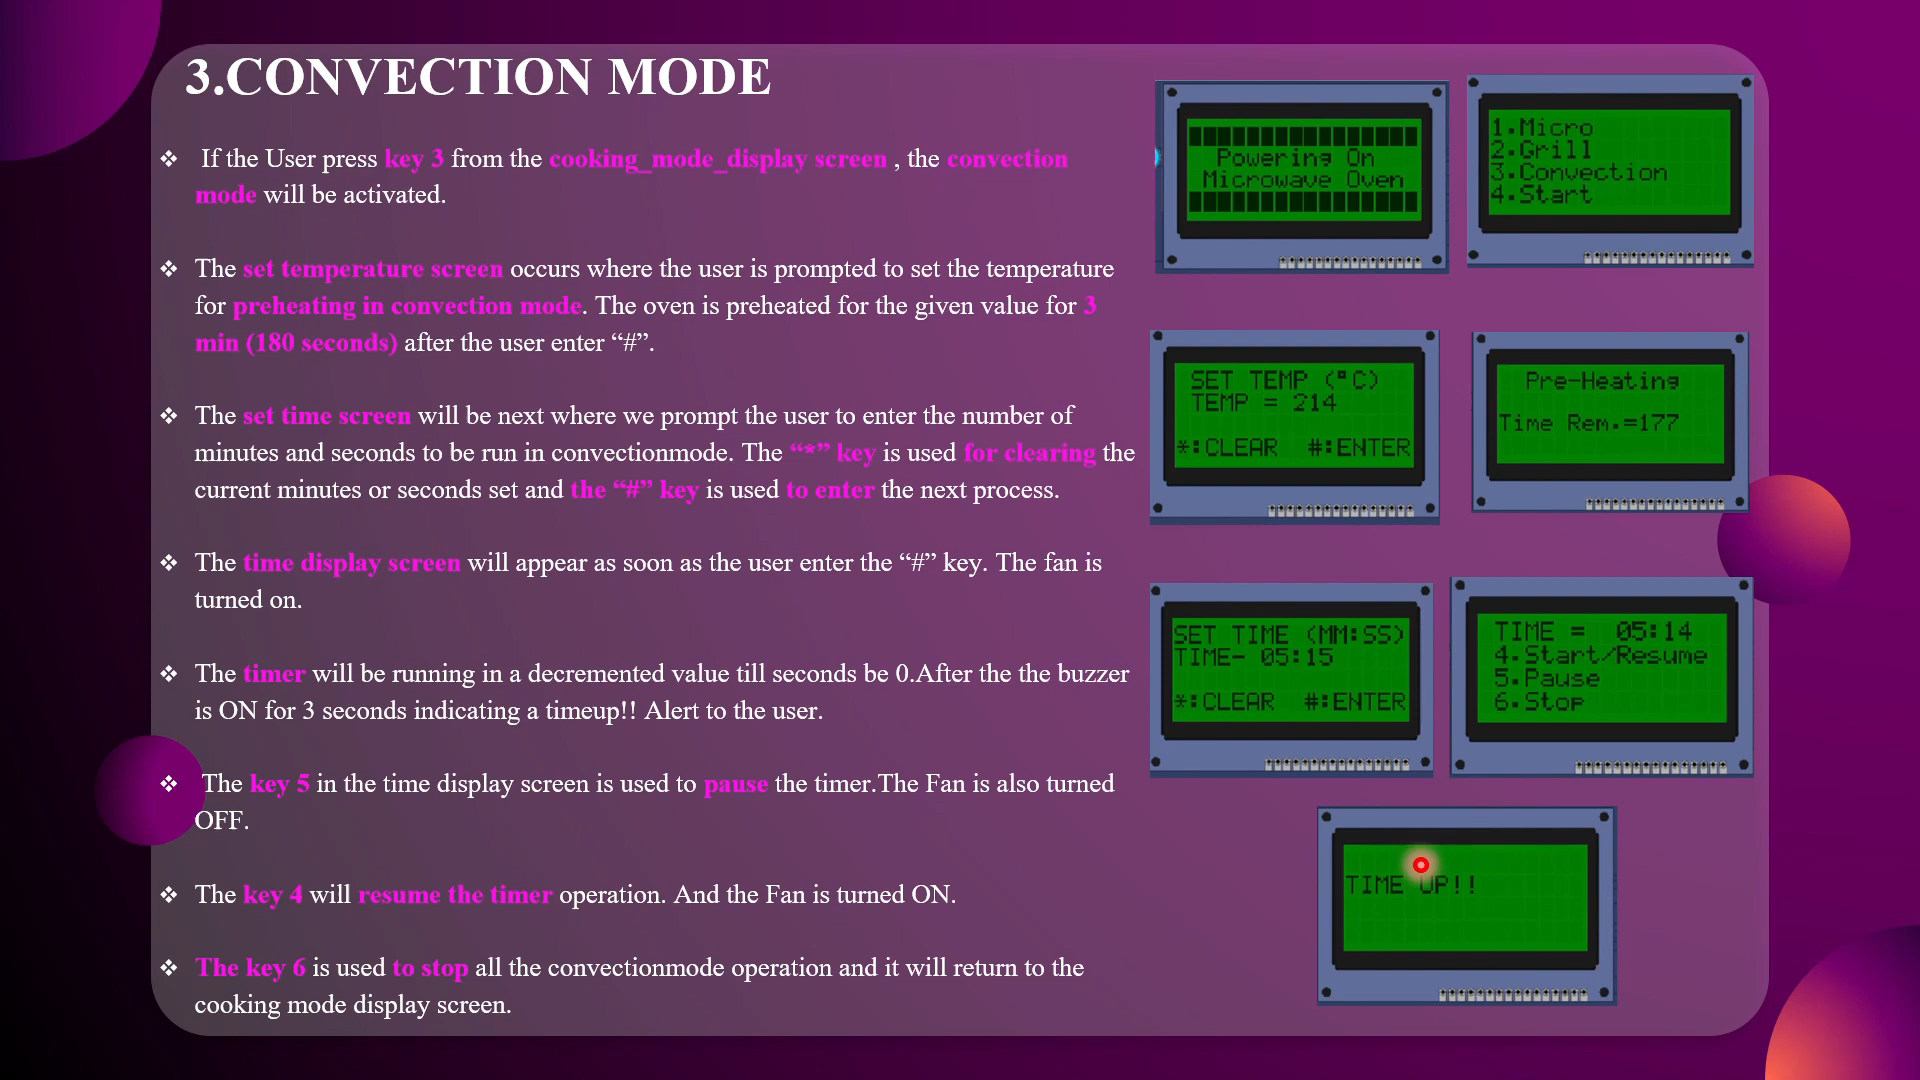 3.CONVECTION MODE
❖ If the User press key 3 from the cooking_mode_display screen , the convection
mode will be activated.
❖ The set temperature screen occurs where the user is prompted to set the temperature
for preheating in convection mode. The oven is preheated for the given value for 3
min (180 seconds) after the user enter “#”.
❖ The set time screen will be next where we prompt the user to enter the number of
minutes and seconds to be run in convectionmode. The “*” key is used for clearing the
current minutes or seconds set and the “#” key is used to enter the next process.
❖ The time display screen will appear as soon as the user enter the “#” key. The fan is
turned on.
❖ The timer will be running in a decremented value till seconds be 0.After the the buzzer
is ON for 3 seconds indicating a timeup!! Alert to the user.
❖ The key 5 in the time display screen is used to pause the timer.The Fan is also turned
OFF.
❖ The key 4 will resume the timer operation. And the Fan is turned ON.
❖ The key 6 is used to stop all the convectionmode operation and it will return to the
cooking mode display screen.
Powering On
Microwave Oven
1.Micro
2.Grill
3.Convection
4.Start
SET TEMP (°C)
TEMP = 214
*:CLEAR #:ENTER
Pre-Heating
Time Rem.=177
SET TIME (MM:SS)
TIME- 05:15
*:CLEAR #:ENTER
TIME = 05:14
4.Start/Resume
5.Pause
6.Stop
TIME UP!!